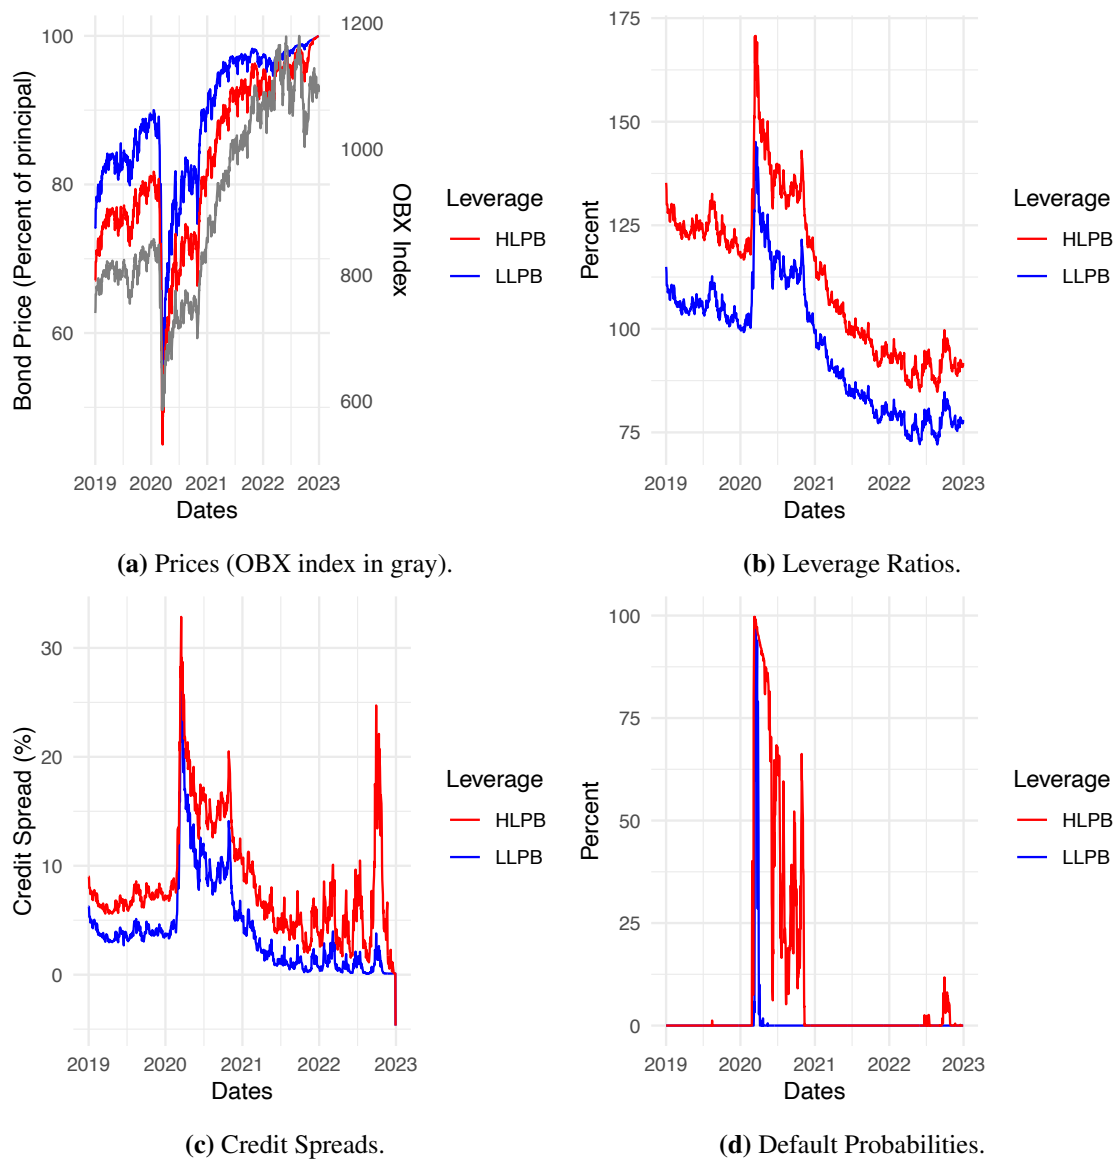 100
80
60
1200
1000
800
600
Bond Price (Percent of principal)
OBX Index
2019 2020 2021 2022 2023
Dates
Leverage
HLPB
LLPB
(a) Prices (OBX index in gray).
175
150
125
100
75
Percent
2019 2020 2021 2022 2023
Dates
Leverage
HLPB
LLPB
(b) Leverage Ratios.
30
20
10
0
Credit Spread (%)
2019 2020 2021 2022 2023
Dates
Leverage
HLPB
LLPB
(c) Credit Spreads.
100
75
50
25
0
Percent
2019 2020 2021 2022 2023
Dates
Leverage
HLPB
LLPB
(d) Default Probabilities.